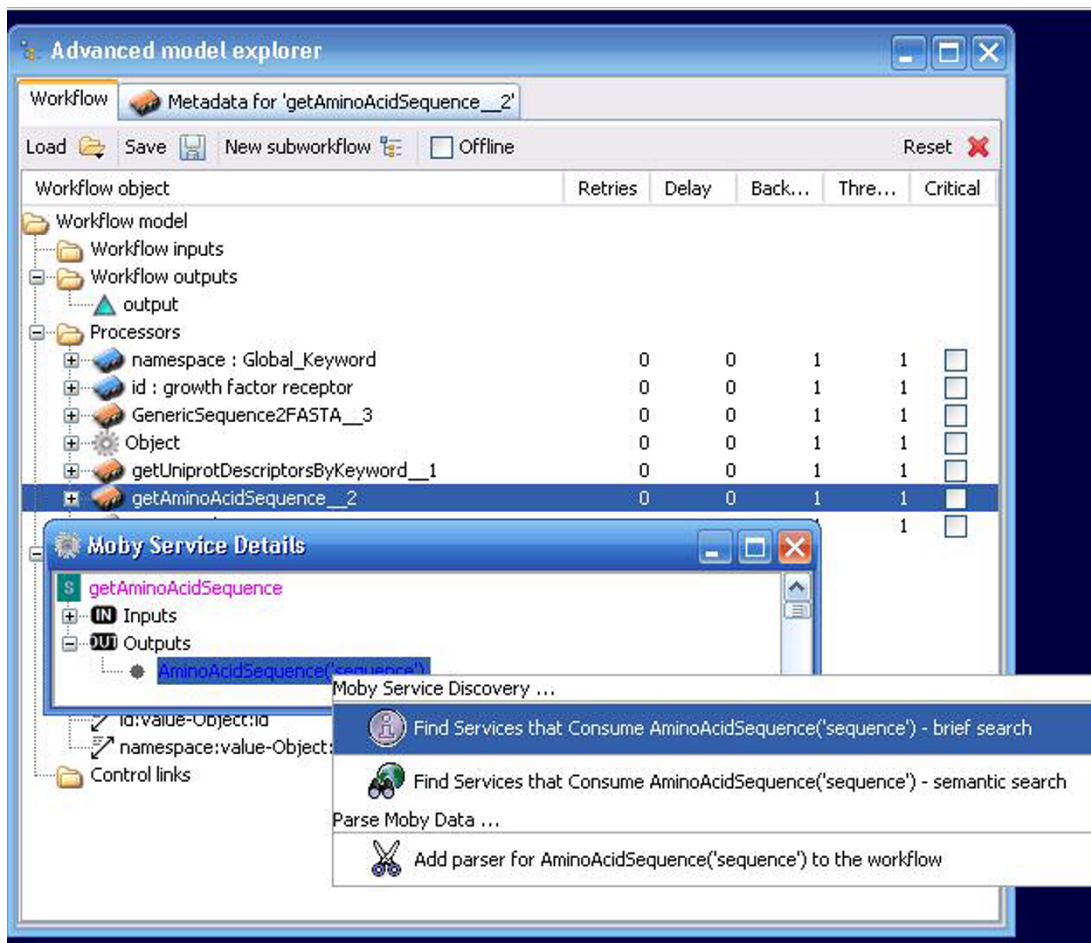 Advanced model explorer
Workflow Metadata for 'getAminoAcidSequence__2'
Load Save New subworkflow Offline Reset
Workflow object Retries Delay Back... Thre... Critical
Workflow model
Workflow inputs
Workflow outputs
output
Processors
namespace : Global_Keyword 0 0 1 1
id : growth factor receptor 0 0 1 1
GenericSequence2FASTA__3 0 0 1 1
Object 0 0 1 1
getUniprotDescriptorsByKeyword__1 0 0 1 1
getAminoAcidSequence__2 0 0 1 1
1
Moby Service Details
S getAminoAcidSequence
IN Inputs
OUT Outputs
AminoAcidSequence('sequence')
Moby Service Discovery ...
Find Services that Consume AminoAcidSequence('sequence') - brief search
id:value-Object:id
namespace:value-Object:
Find Services that Consume AminoAcidSequence('sequence') - semantic search
Control links
Parse Moby Data ...
Add parser for AminoAcidSequence('sequence') to the workflow